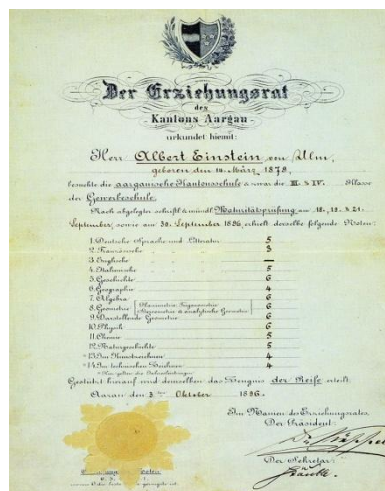 Der Erziehungsrat
des
Kantons Aargau
urkundet hiemit:
Herr Albert Einstein von Ulm,
geboren den 14. März 1879,
besuchte die aargauische Kantonsschule & zwar die III. & IV. Klasse
der Gewerbeschule.
Nach abgelegter schriftl. & mündl. Maturitätsprüfung am 18., 19. & 21.
September, sowie am 30. September 1896, erhielt derselbe folgende Noten:
1. Deutsche Sprache und Litteratur 5
2. Französische 3
3. Englische —
4. Italienische 5
5. Geschichte 6
6. Geographie 4
7. Algebra 6
8. Geometrie (Planimetrie, Trigonometrie, Stereometrie & analytische Geometrie) 6
9. Darstellende Geometrie 6
10. Physik 6
11. Chemie 5
12. Naturgeschichte 5
13. Im Kunstzeichnen 4
14. Im technischen Zeichnen 4
Gestützt hierauf wird demselben das Zeugnis der Reife erteilt.
Aarau den 3ten Oktober 1896.
Im Namen des Erziehungsrates,
Der Präsident:
Der Sekretär: